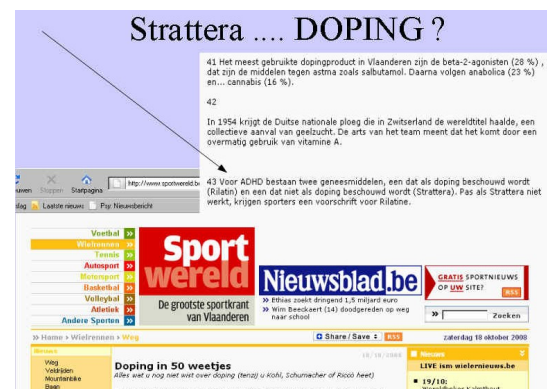 Strattera .... DOPING ?
41 Het meest gebruikte dopingproduct in Vlaanderen zijn de beta-2-agonisten (28 %) ,
dat zijn de middelen tegen astma zoals salbutamol. Daarna volgen anabolica (23 %)
en... cannabis (16 %).
42
In 1954 krijgt de Duitse nationale ploeg die in Zwitserland de wereldtitel haalde, een
collectieve aanval van geelzucht. De arts van het team meent dat het komt door een
overmatig gebruik van vitamine A.
43 Voor ADHD bestaan twee geneesmiddelen, een dat als doping beschouwd wordt
(Rilatin) en een dat niet als doping beschouwd wordt (Strattera). Pas als Strattera niet
werkt, krijgen sporters een voorschrift voor Rilatine.
Stoppen Startpagina http://www.sportwereld.b
Laatste nieuws Psy: Nieuwsbericht
Voetbal
Wielrennen
Tennis
Autosport
Motorsport
Basketbal
Volleybal
Atletiek
Andere Sporten
Sport
wereld
De grootste sportkrant
van Vlaanderen
Nieuwsblad.be
Ethias zoekt dringend 1,5 miljard euro
Wim Beeckaert (14) doodgereden op weg
naar school
GRATIS SPORTNIEUWS
OP UW SITE?
RSS
Zoeken
Home Wielrennen Weg
Share / Save RSS
zaterdag 18 oktober 2008
Nieuws
Weg
Veldrijden
Mountainbike
Baan
18/10/2008
Doping in 50 weetjes
Alles wat u nog niet wist over doping (tenzij u Kohl, Schumacher of Riccò heet)
Nieuws
LIVE ism wielernieuws.be
19/10: